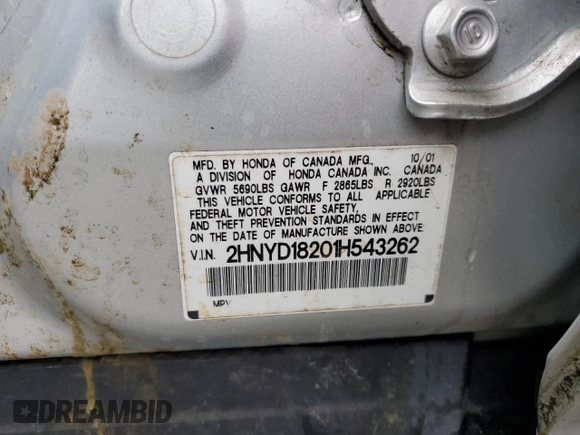 10
MFD. BY HONDA OF CANADA MFG., 10/01
A DIVISION OF HONDA CANADA INC. CANADA
GVWR 5690LBS GAWR F 2865LBS R 2920LBS
THIS VEHICLE CONFORMS TO ALL APPLICABLE
FEDERAL MOTOR VEHICLE SAFETY,
AND THEFT PREVENTION STANDARDS IN EFFECT
ON THE DATE OF MANUFACTURE SHOWN ABOVE:
V.I.N. 2HNYD18201H543262
MPV
DREAMBID